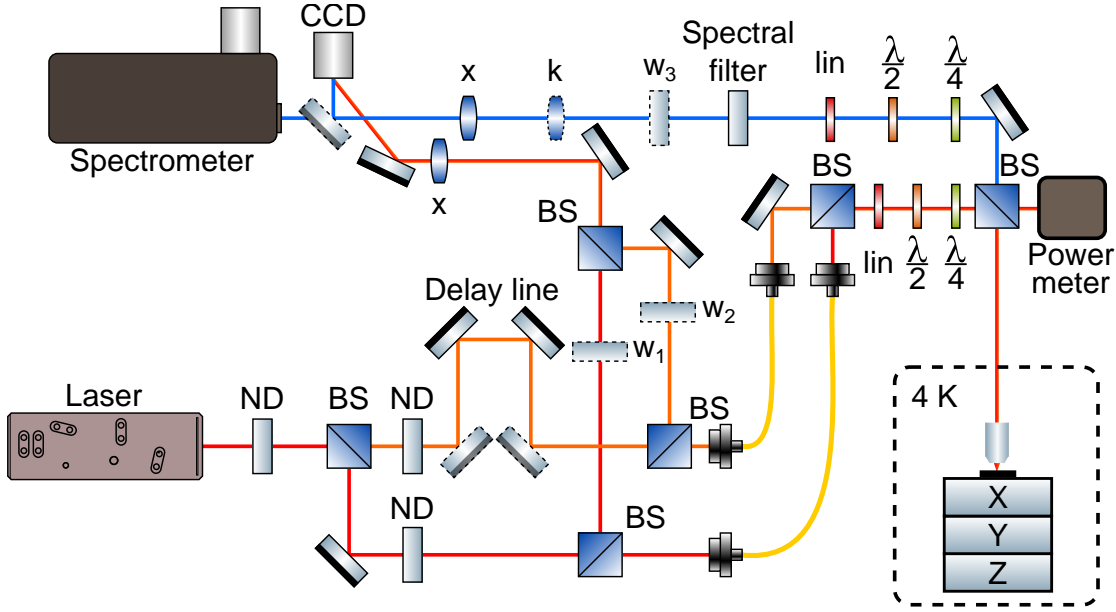 CCD
Spectral
filter
lin
λ
2
λ
4
x
k
w3
Spectrometer
x
BS
BS
BS
lin
λ
2
λ
4
Power
meter
Delay line
w2
w1
4 K
Laser
ND
BS
ND
BS
X
ND
BS
Y
Z